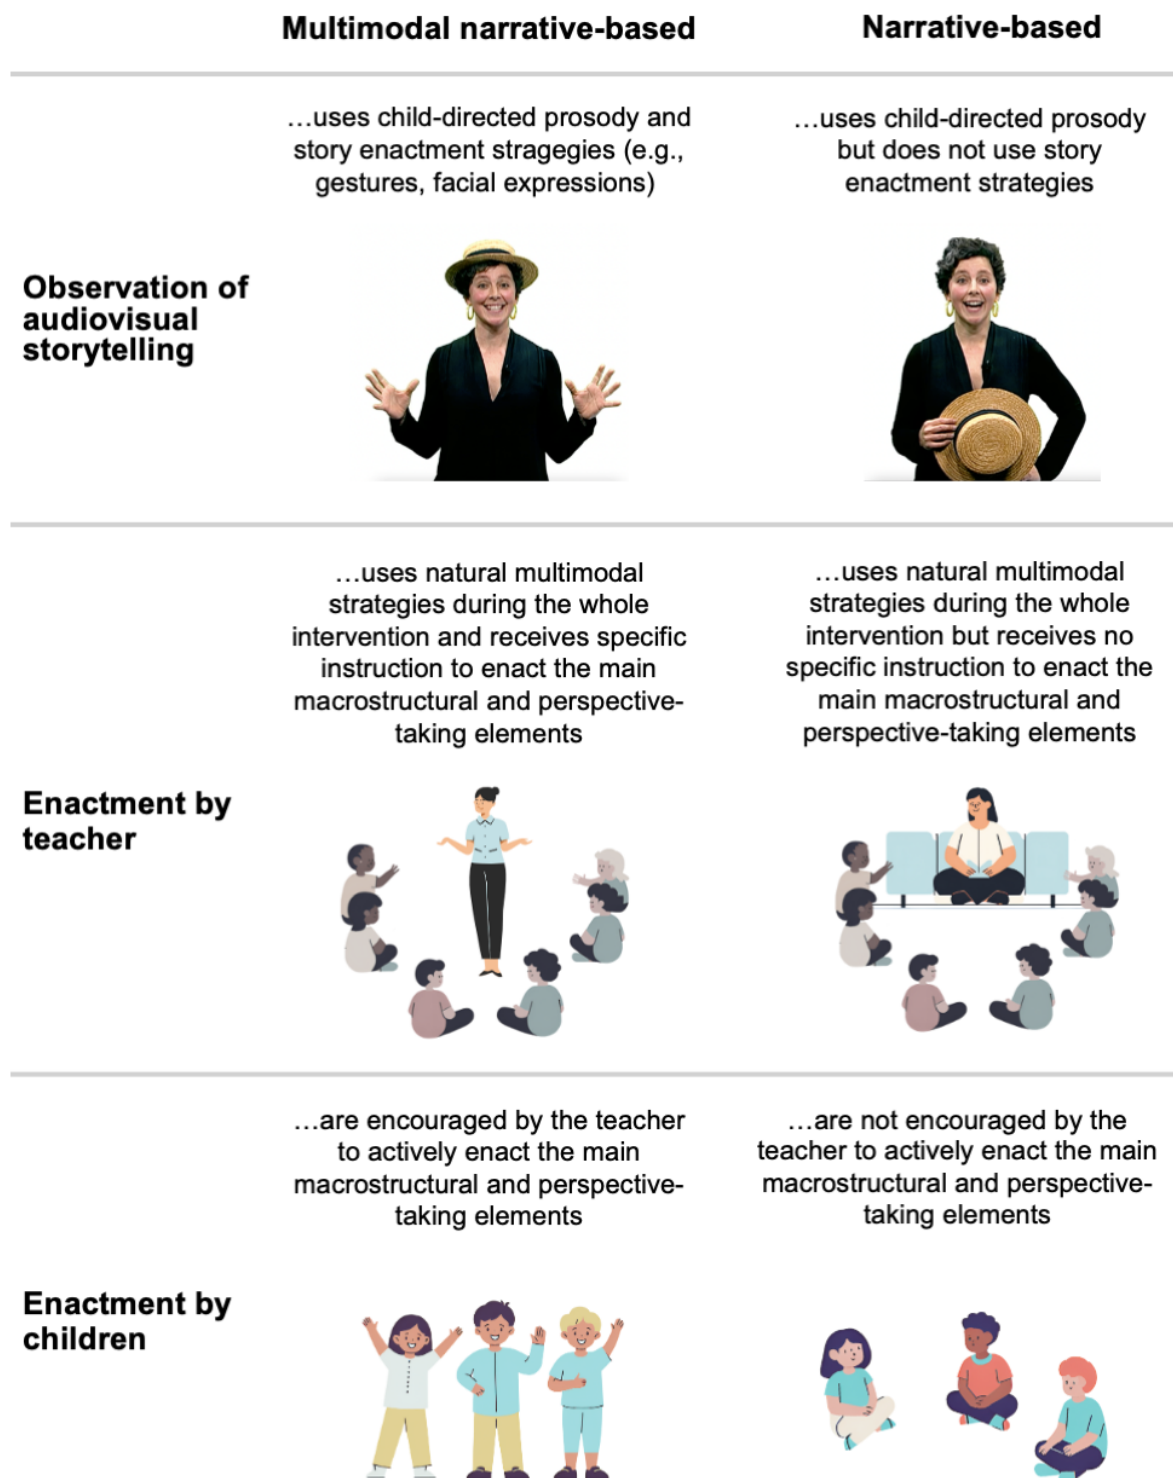 Multimodal narrative-based
Narrative-based
Observation of
audiovisual
storytelling
…uses child-directed prosody and
story enactment stragegies (e.g.,
gestures, facial expressions)
…uses child-directed prosody
but does not use story
enactment strategies
Enactment by
teacher
…uses natural multimodal
strategies during the whole
intervention and receives specific
instruction to enact the main
macrostructural and perspective-
taking elements
…uses natural multimodal
strategies during the whole
intervention but receives no
specific instruction to enact the
main macrostructural and
perspective-taking elements
Enactment by
children
…are encouraged by the teacher
to actively enact the main
macrostructural and perspective-
taking elements
…are not encouraged by the
teacher to actively enact the main
macrostructural and perspective-
taking elements